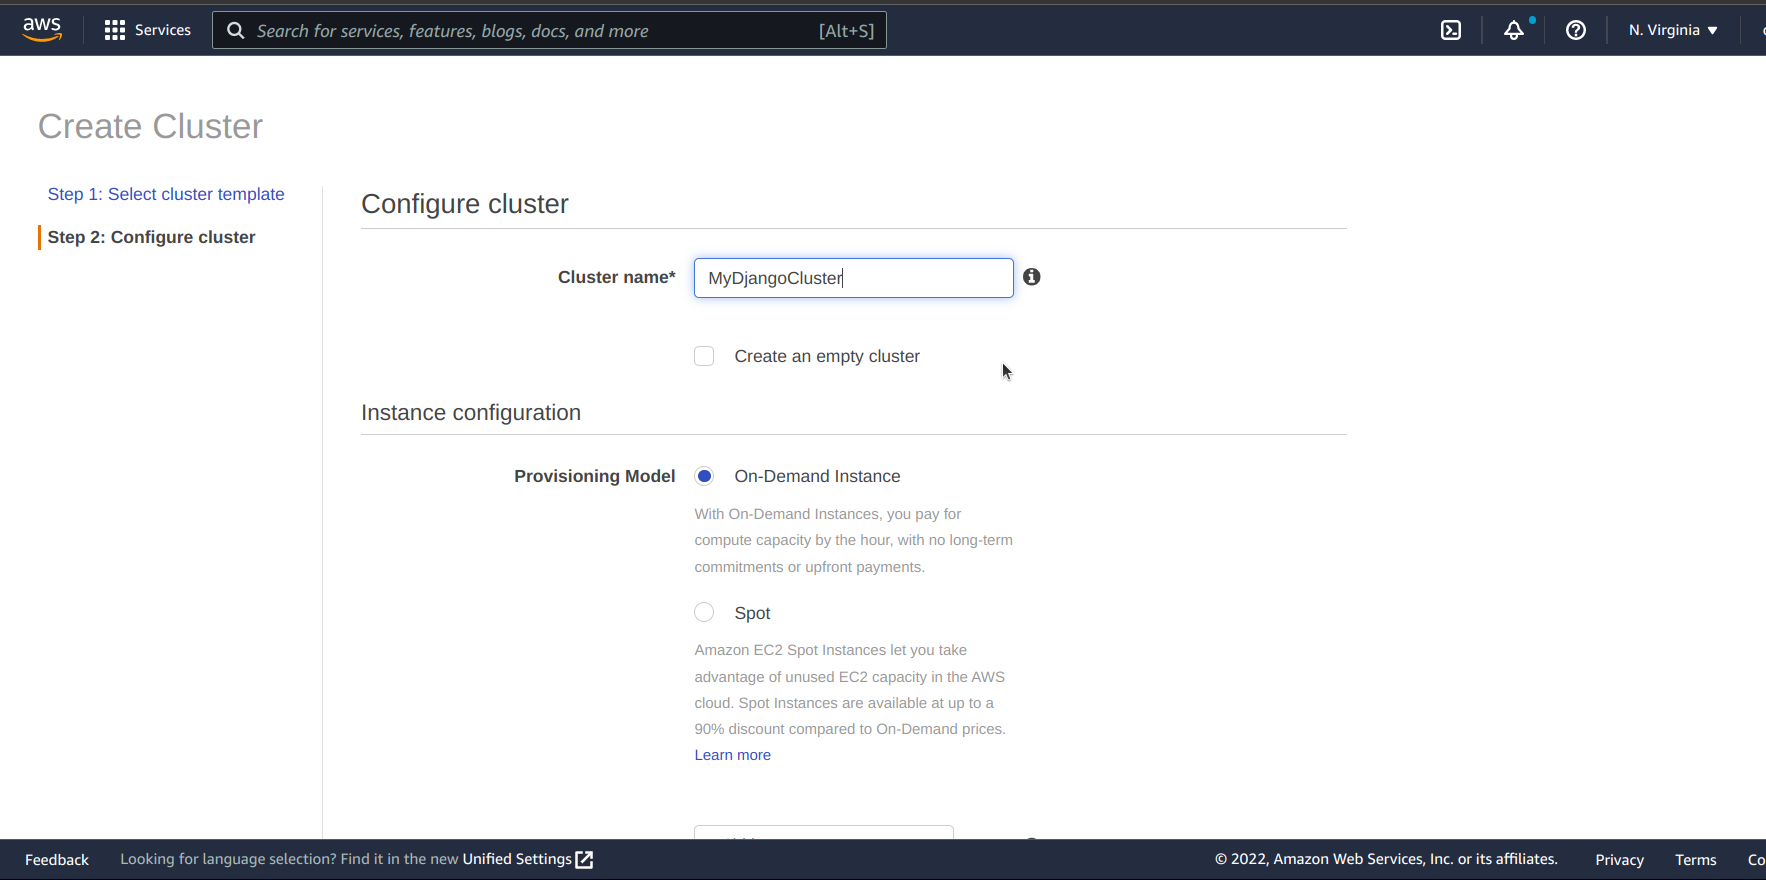 aws
Services
Search for services, features, blogs, docs, and more
[Alt+S]
N. Virginia
Create Cluster
Step 1: Select cluster template
Step 2: Configure cluster
Configure cluster
Cluster name*
MyDjangoCluster
Create an empty cluster
Instance configuration
Provisioning Model
On-Demand Instance
With On-Demand Instances, you pay for
compute capacity by the hour, with no long-term
commitments or upfront payments.
Spot
Amazon EC2 Spot Instances let you take
advantage of unused EC2 capacity in the AWS
cloud. Spot Instances are available at up to a
90% discount compared to On-Demand prices.
Learn more
Feedback
Looking for language selection? Find it in the new Unified Settings
© 2022, Amazon Web Services, Inc. or its affiliates.
Privacy
Terms
Co